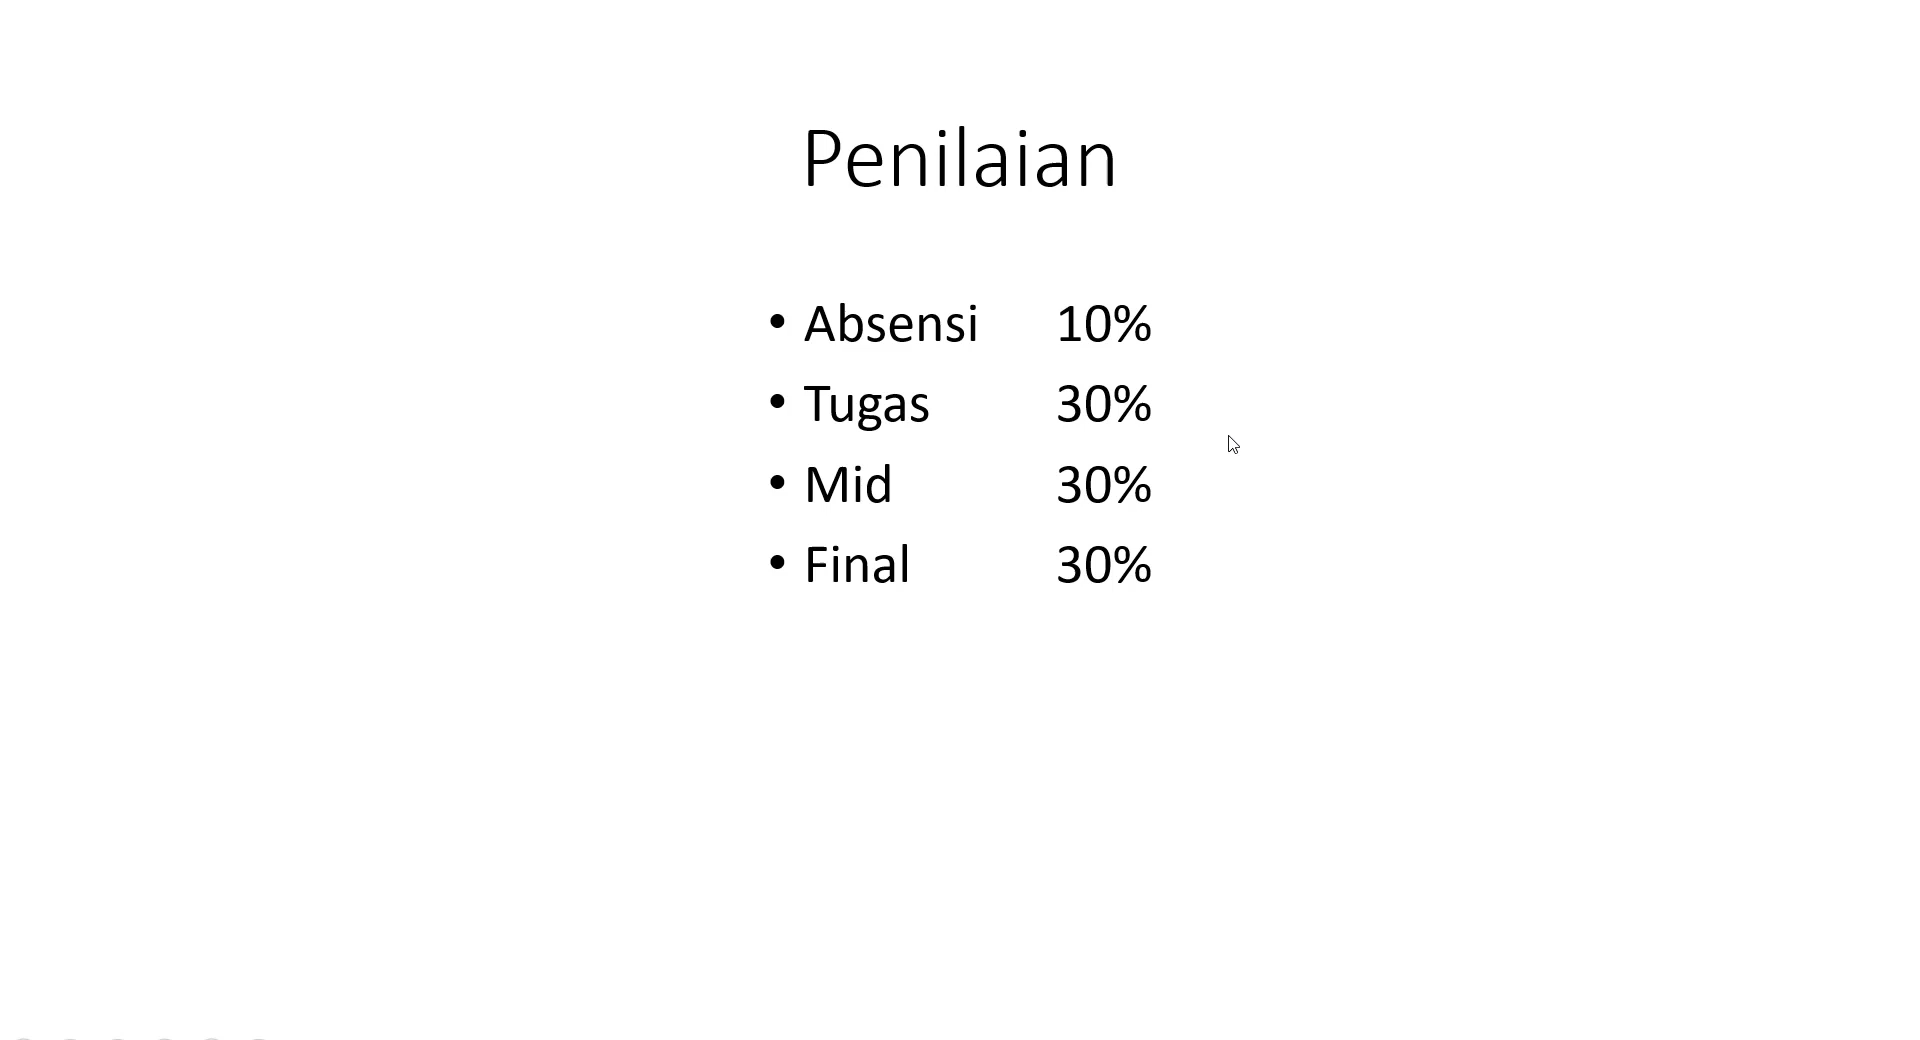 Penilaian
• Absensi 10%
• Tugas 30%
• Mid 30%
• Final 30%